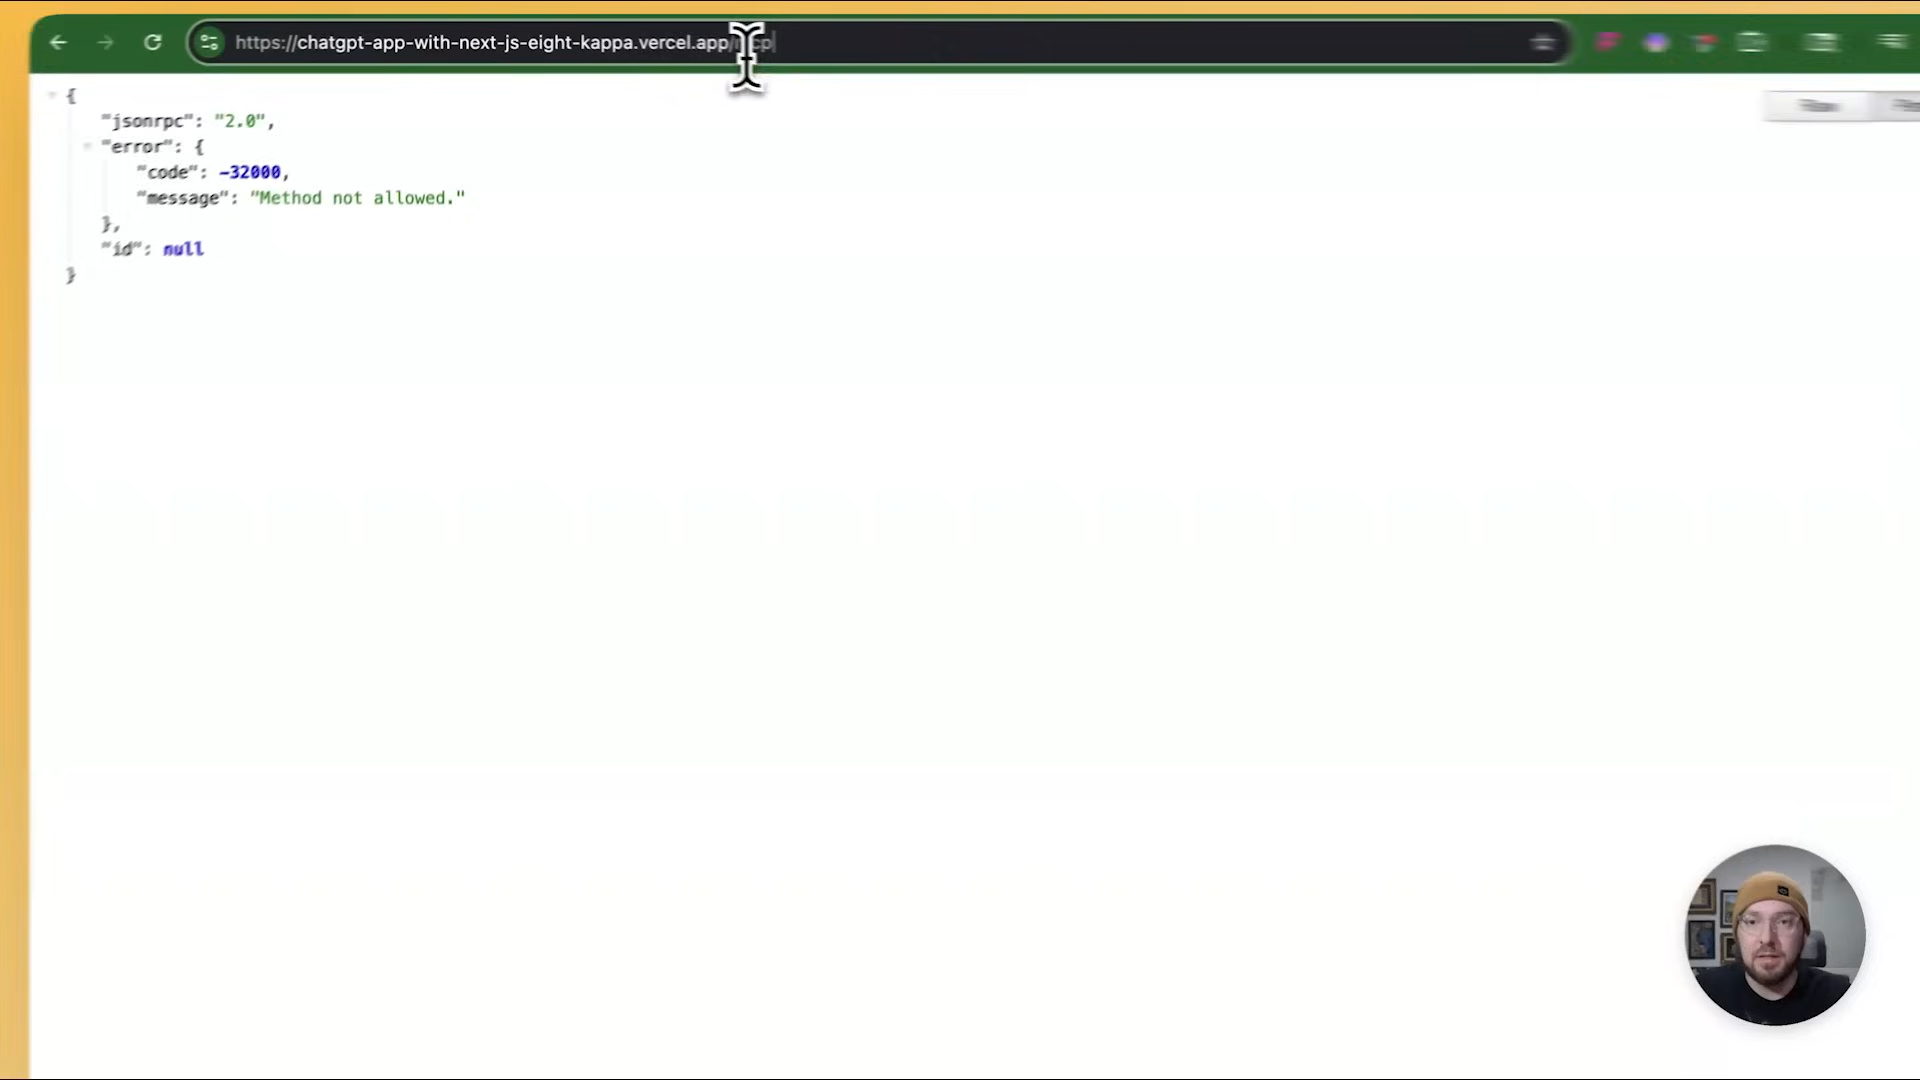 https://chatgpt-app-with-next-js-eight-kappa.vercel.app/mcp
{
"jsonrpc": "2.0",
"error": {
"code": -32000,
"message": "Method not allowed."
},
"id": null
}